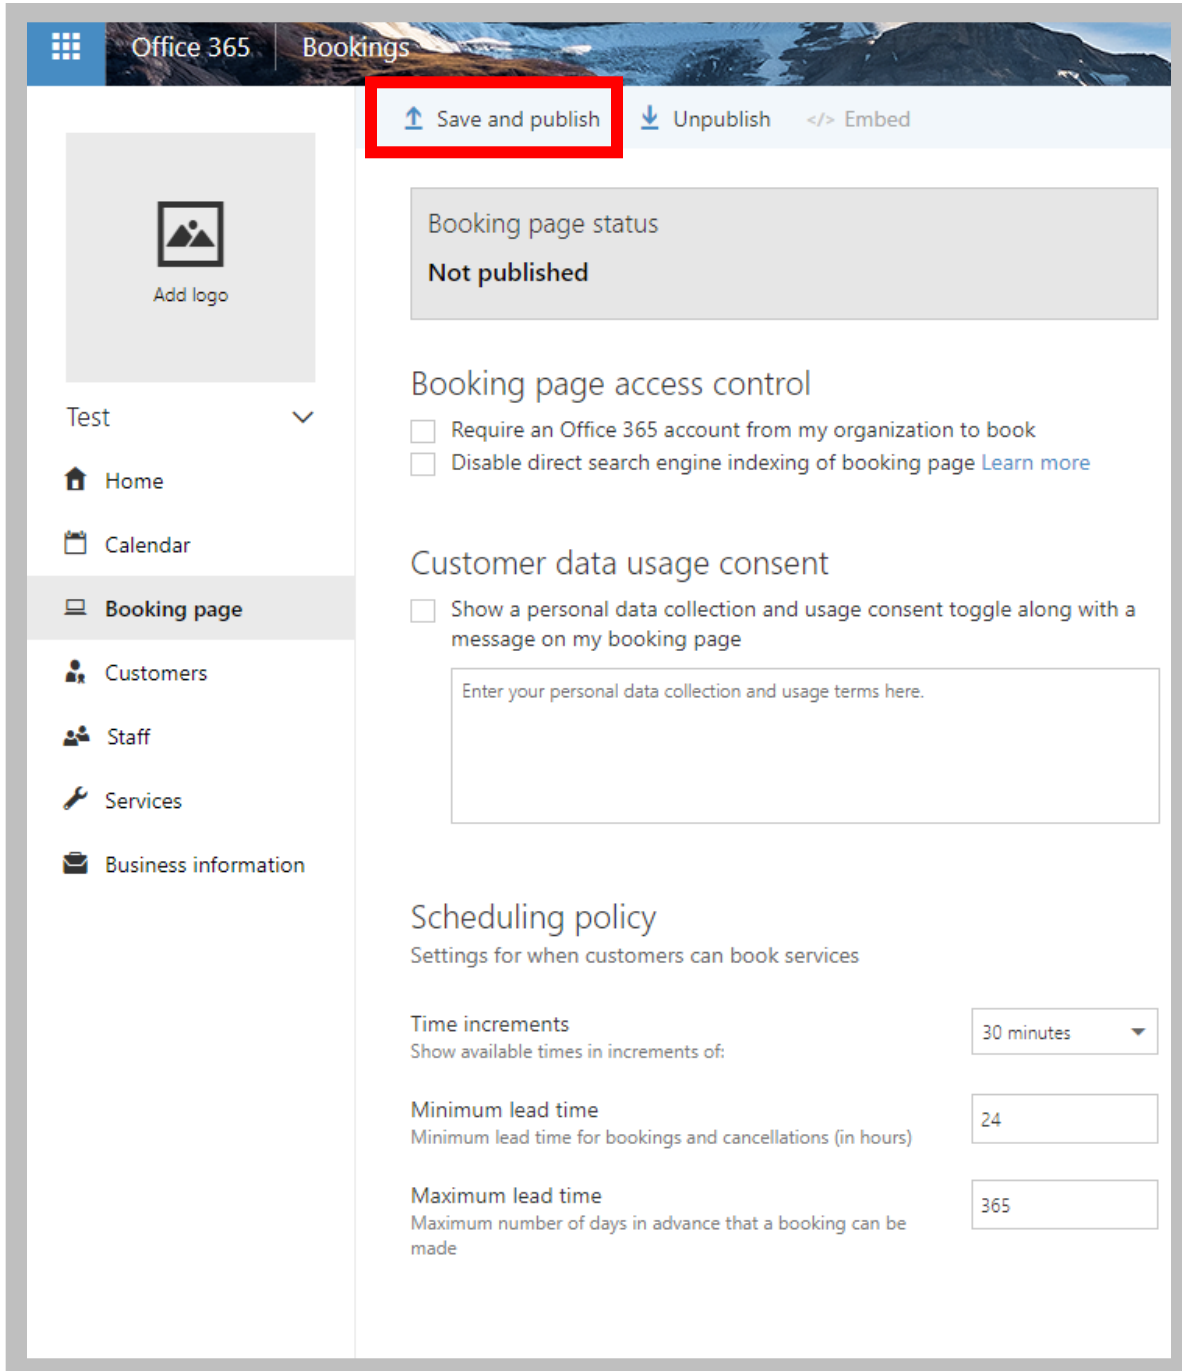 Office 365 Bookings
Save and publish Unpublish </> Embed
Add logo
Test
Home
Calendar
Booking page
Customers
Staff
Services
Business information
Booking page status
Not published
Booking page access control
Require an Office 365 account from my organization to book
Disable direct search engine indexing of booking page Learn more
Customer data usage consent
Show a personal data collection and usage consent toggle along with a
message on my booking page
Enter your personal data collection and usage terms here.
Scheduling policy
Settings for when customers can book services
Time increments
Show available times in increments of:
30 minutes
Minimum lead time
Minimum lead time for bookings and cancellations (in hours)
24
Maximum lead time
Maximum number of days in advance that a booking can be
made
365